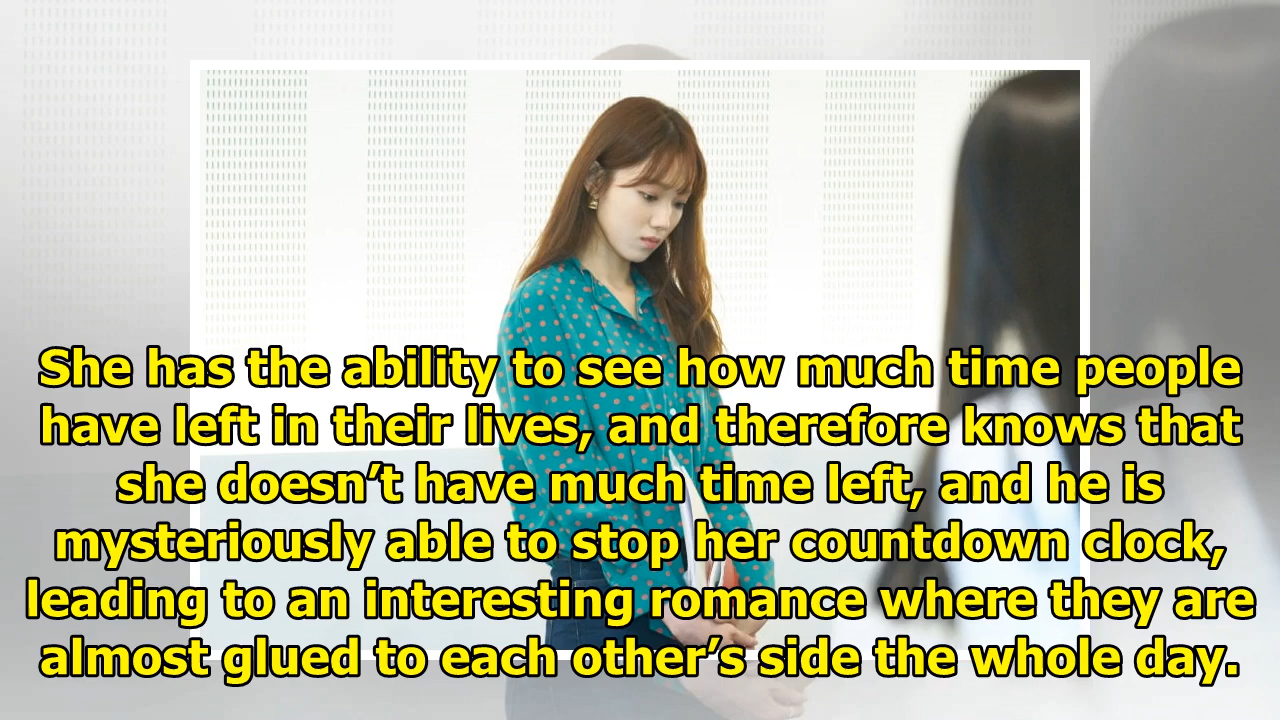 She has the ability to see how much time people
have left in their lives, and therefore knows that
she doesn’t have much time left, and he is
mysteriously able to stop her countdown clock,
leading to an interesting romance where they are
almost glued to each other’s side the whole day.